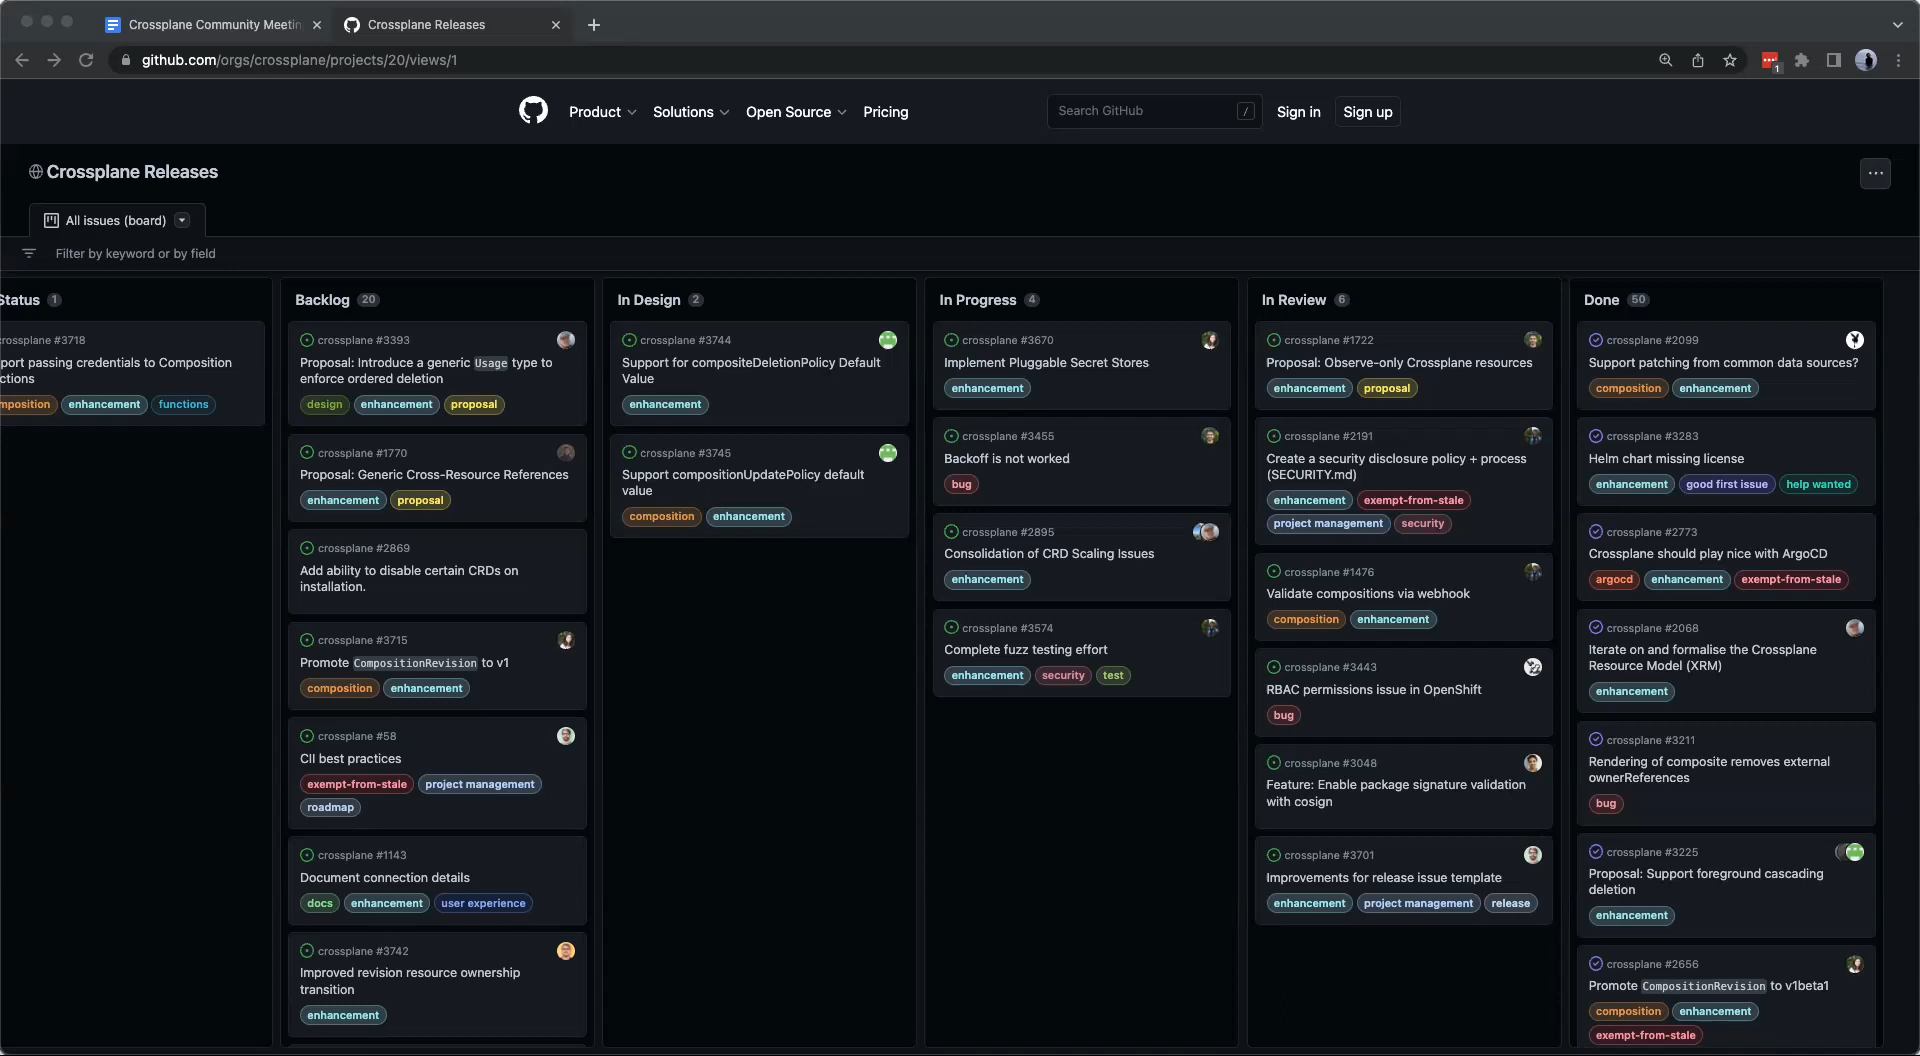 Crossplane Community Meetin
Crossplane Releases
github.com/orgs/crossplane/projects/20/views/1
1
Product
Solutions
Open Source
Pricing
Search GitHub
/
Sign in
Sign up
Crossplane Releases
All issues (board)
Filter by keyword or by field
Status 1
crossplane #3718
port passing credentials to Composition
ctions
mposition enhancement functions
Backlog 20
crossplane #3393
Proposal: Introduce a generic Usage type to
enforce ordered deletion
design enhancement proposal
crossplane #1770
Proposal: Generic Cross-Resource References
enhancement proposal
crossplane #2869
Add ability to disable certain CRDs on
installation.
crossplane #3715
Promote CompositionRevision to v1
composition enhancement
crossplane #58
CII best practices
exempt-from-stale project management
roadmap
crossplane #1143
Document connection details
docs enhancement user experience
crossplane #3742
Improved revision resource ownership
transition
enhancement
In Design 2
crossplane #3744
Support for compositeDeletionPolicy Default
Value
enhancement
crossplane #3745
Support compositionUpdatePolicy default
value
composition enhancement
In Progress 4
crossplane #3670
Implement Pluggable Secret Stores
enhancement
crossplane #3455
Backoff is not worked
bug
crossplane #2895
Consolidation of CRD Scaling Issues
enhancement
crossplane #3574
Complete fuzz testing effort
enhancement security test
In Review 6
crossplane #1722
Proposal: Observe-only Crossplane resources
enhancement proposal
crossplane #2191
Create a security disclosure policy + process
(SECURITY.md)
enhancement exempt-from-stale
project management security
crossplane #1476
Validate compositions via webhook
composition enhancement
crossplane #3443
RBAC permissions issue in OpenShift
bug
crossplane #3048
Feature: Enable package signature validation
with cosign
crossplane #3701
Improvements for release issue template
enhancement project management release
Done 50
crossplane #2099
Support patching from common data sources?
composition enhancement
crossplane #3283
Helm chart missing license
enhancement good first issue help wanted
crossplane #2773
Crossplane should play nice with ArgoCD
argocd enhancement exempt-from-stale
crossplane #2068
Iterate on and formalise the Crossplane
Resource Model (XRM)
enhancement
crossplane #3211
Rendering of composite removes external
ownerReferences
bug
crossplane #3225
Proposal: Support foreground cascading
deletion
enhancement
crossplane #2656
Promote CompositionRevision to v1beta1
composition enhancement
exempt-from-stale